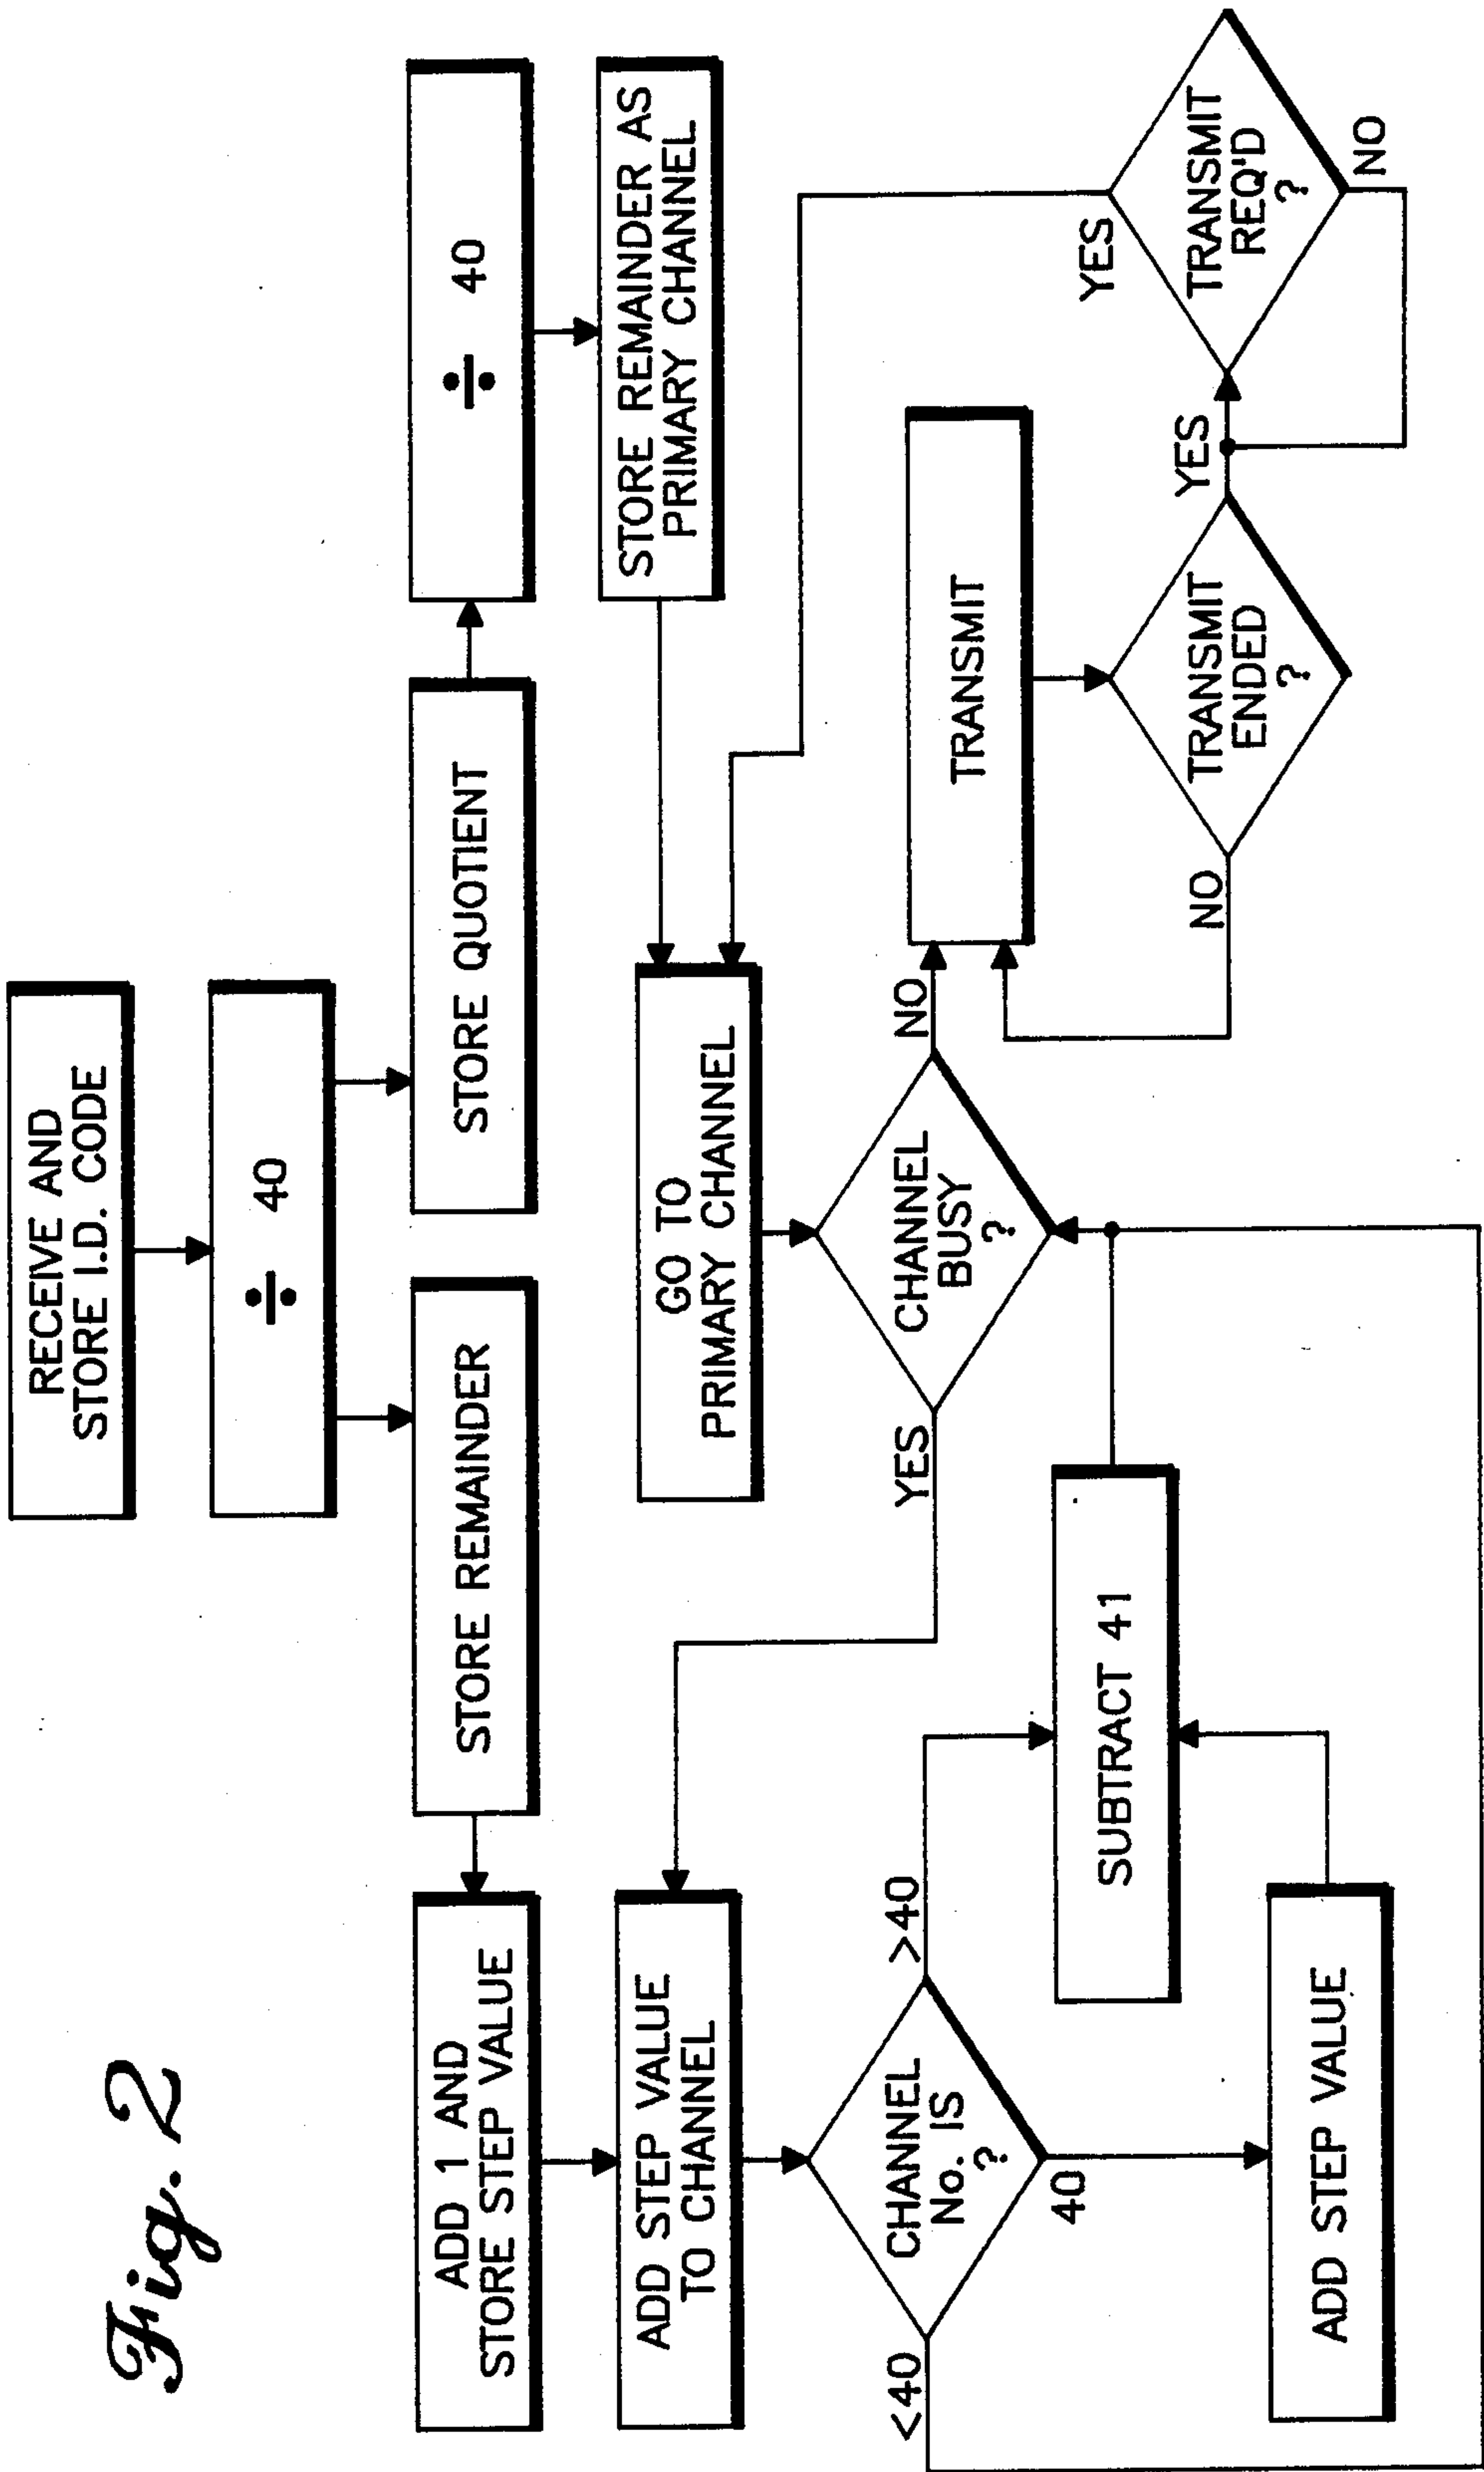 Fig. 2
RECEIVE AND
STORE I.D. CODE
÷ 40
STORE REMAINDER
STORE QUOTIENT
÷ 40
ADD 1 AND
STORE STEP VALUE
STORE REMAINDER AS
PRIMARY CHANNEL
ADD STEP VALUE
TO CHANNEL
GO TO
PRIMARY CHANNEL
CHANNEL
No. IS
?
<40
>40
40
SUBTRACT 41
ADD STEP VALUE
CHANNEL
BUSY
?
YES
NO
TRANSMIT
TRANSMIT
ENDED
?
NO
YES
TRANSMIT
REQ'D
?
YES
NO